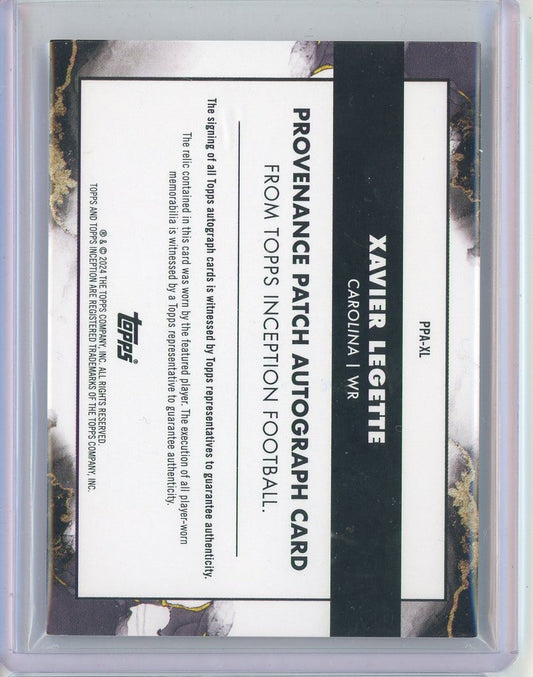 PPA-XL
XAVIER LEGETTE
CAROLINA | WR
PROVENANCE PATCH AUTOGRAPH CARD
FROM TOPPS INCEPTION FOOTBALL.
The signing of all Topps autograph cards is witnessed by Topps representatives to guarantee authenticity.
The relic contained in this card was worn by the featured player. The execution of all player-worn
memorabilia is witnessed by a Topps representative to guarantee authenticity.
topps®
® & © 2024 THE TOPPS COMPANY, INC. ALL RIGHTS RESERVED.
TOPPS AND TOPPS INCEPTION ARE REGISTERED TRADEMARKS OF THE TOPPS COMPANY, INC.